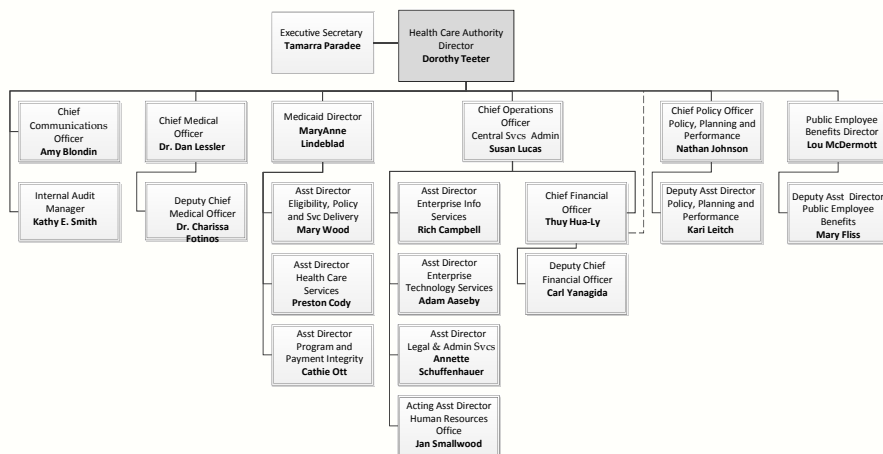 Executive Secretary
Tamarra Paradee
Health Care Authority
Director
Dorothy Teeter
Chief
Communications
Officer
Amy Blondin
Chief Medical
Officer
Dr. Dan Lessler
Medicaid Director
MaryAnne
Lindeblad
Chief Operations
Officer
Central Svcs Admin
Susan Lucas
Chief Policy Officer
Policy, Planning and
Performance
Nathan Johnson
Public Employee
Benefits Director
Lou McDermott
Internal Audit
Manager
Kathy E. Smith
Deputy Chief
Medical Officer
Dr. Charissa
Fotinos
Asst Director
Eligibility, Policy
and Svc Delivery
Mary Wood
Asst Director
Enterprise Info
Services
Rich Campbell
Chief Financial
Officer
Thuy Hua-Ly
Deputy Asst Director
Policy, Planning and
Performance
Kari Leitch
Deputy Asst Director
Public Employee
Benefits
Mary Fliss
Asst Director
Health Care
Services
Preston Cody
Asst Director
Enterprise
Technology Services
Adam Aaseby
Deputy Chief
Financial Officer
Carl Yanagida
Asst Director
Program and
Payment Integrity
Cathie Ott
Asst Director
Legal & Admin Svcs
Annette
Schuffenhauer
Acting Asst Director
Human Resources
Office
Jan Smallwood